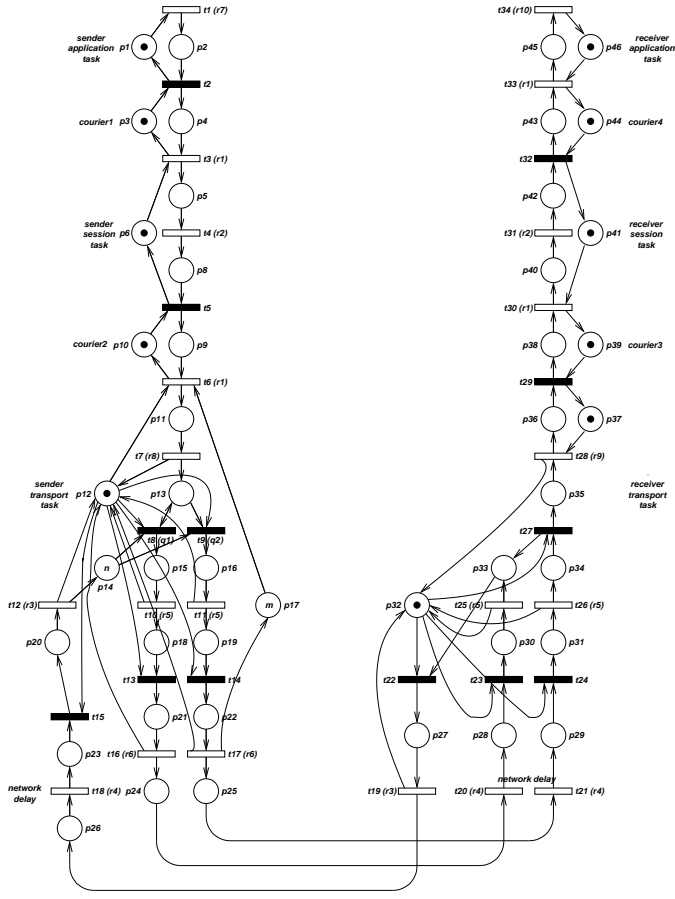 t1 (r7)
t34 (r10)
sender
application
task
p1
p2
p45
p46
receiver
application
task
t2
t33 (r1)
courier1
p3
p4
p43
p44
courier4
t3 (r1)
t32
p5
p42
sender
session
task
p6
t4 (r2)
t31 (r2)
p41
receiver
session
task
p8
p40
t5
t30 (r1)
courier2
p10
p9
p38
p39
courier3
t6 (r1)
t29
p11
p36
p37
t7 (r8)
t28 (r9)
sender
transport
task
p12
p13
p35
receiver
transport
task
t8 (q1)
t9 (q2)
t27
n
p14
p15
p16
p33
p34
t12 (r3)
t10 (r5)
t11 (r5)
m
p17
p32
t25 (r5)
t26 (r5)
p20
p18
p19
p30
p31
t13
t14
t22
t23
t24
t15
p21
p22
p27
p28
p29
p23
t16 (r6)
t17 (r6)
network
delay
t18 (r4)
p24
p25
t19 (r3)
network delay
t20 (r4)
t21 (r4)
p26